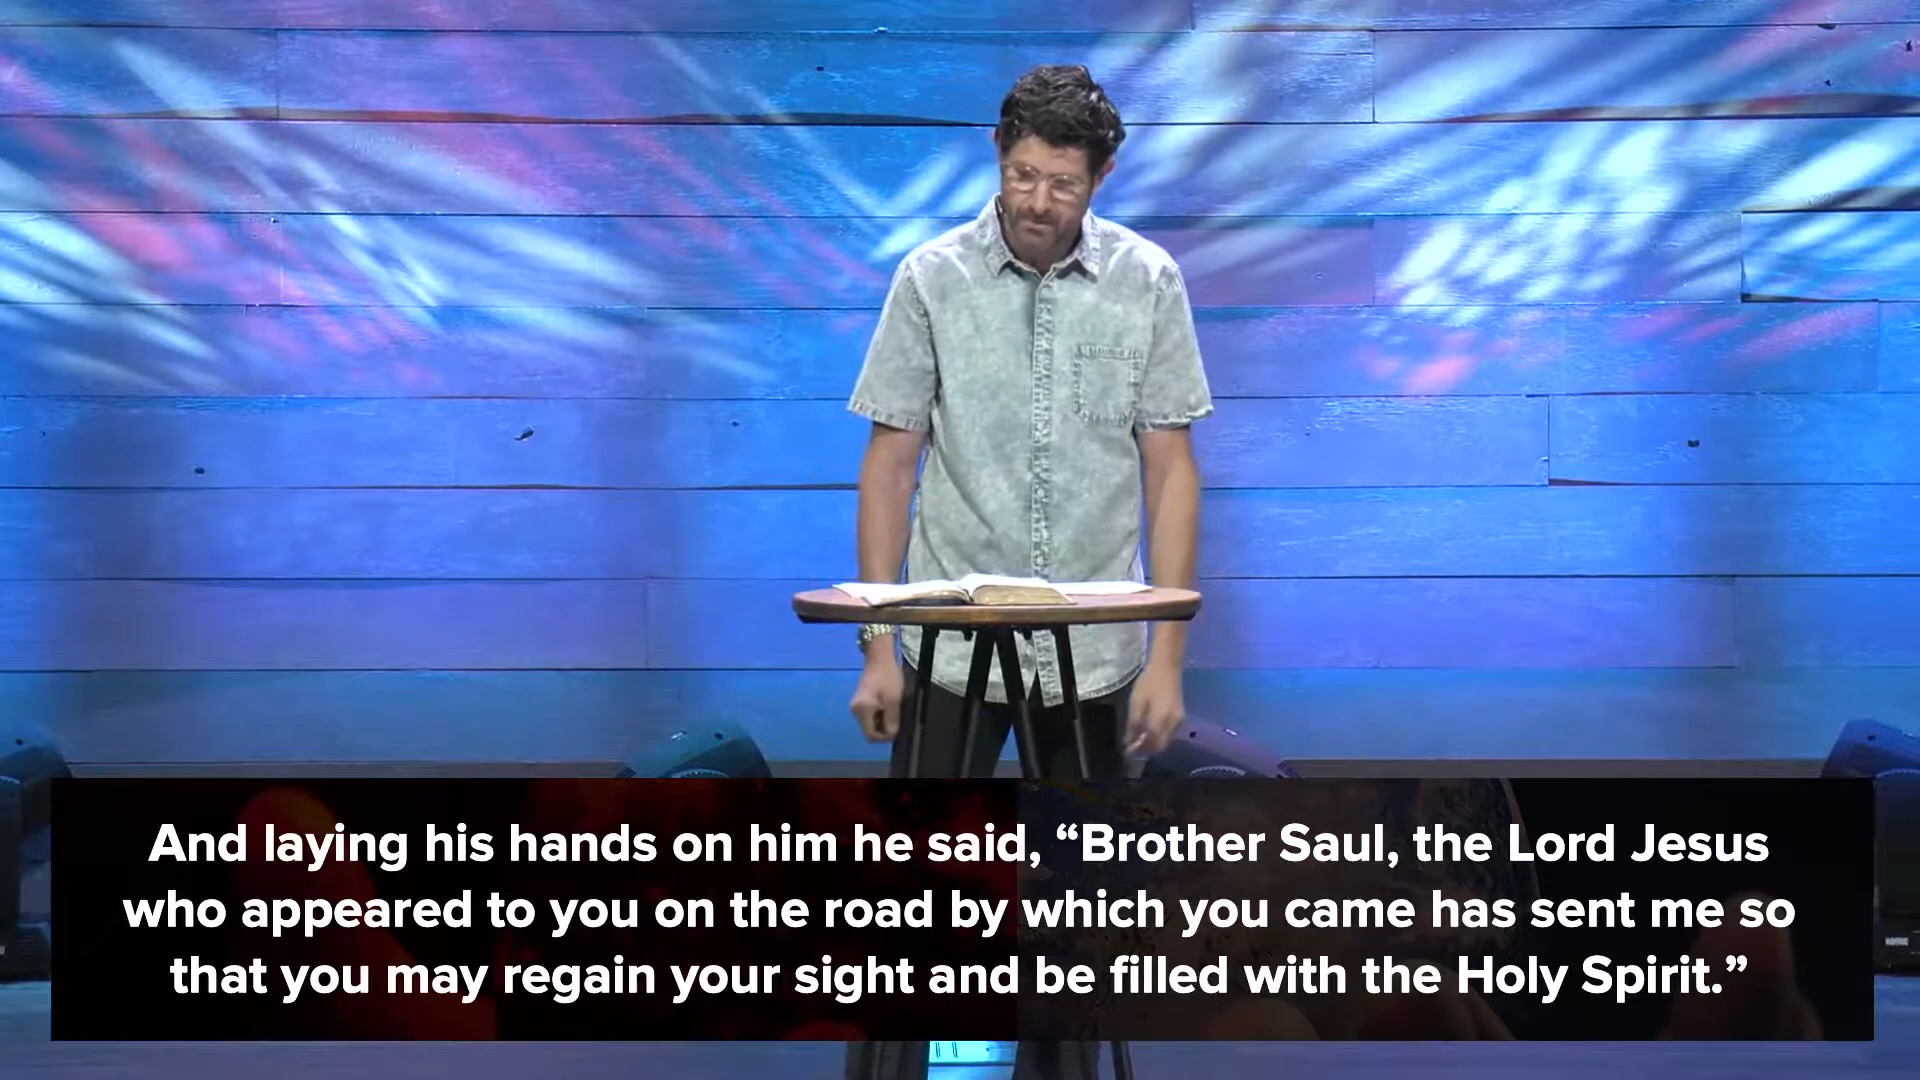 And laying his hands on him he said, “Brother Saul, the Lord Jesus
who appeared to you on the road by which you came has sent me so
that you may regain your sight and be filled with the Holy Spirit.”